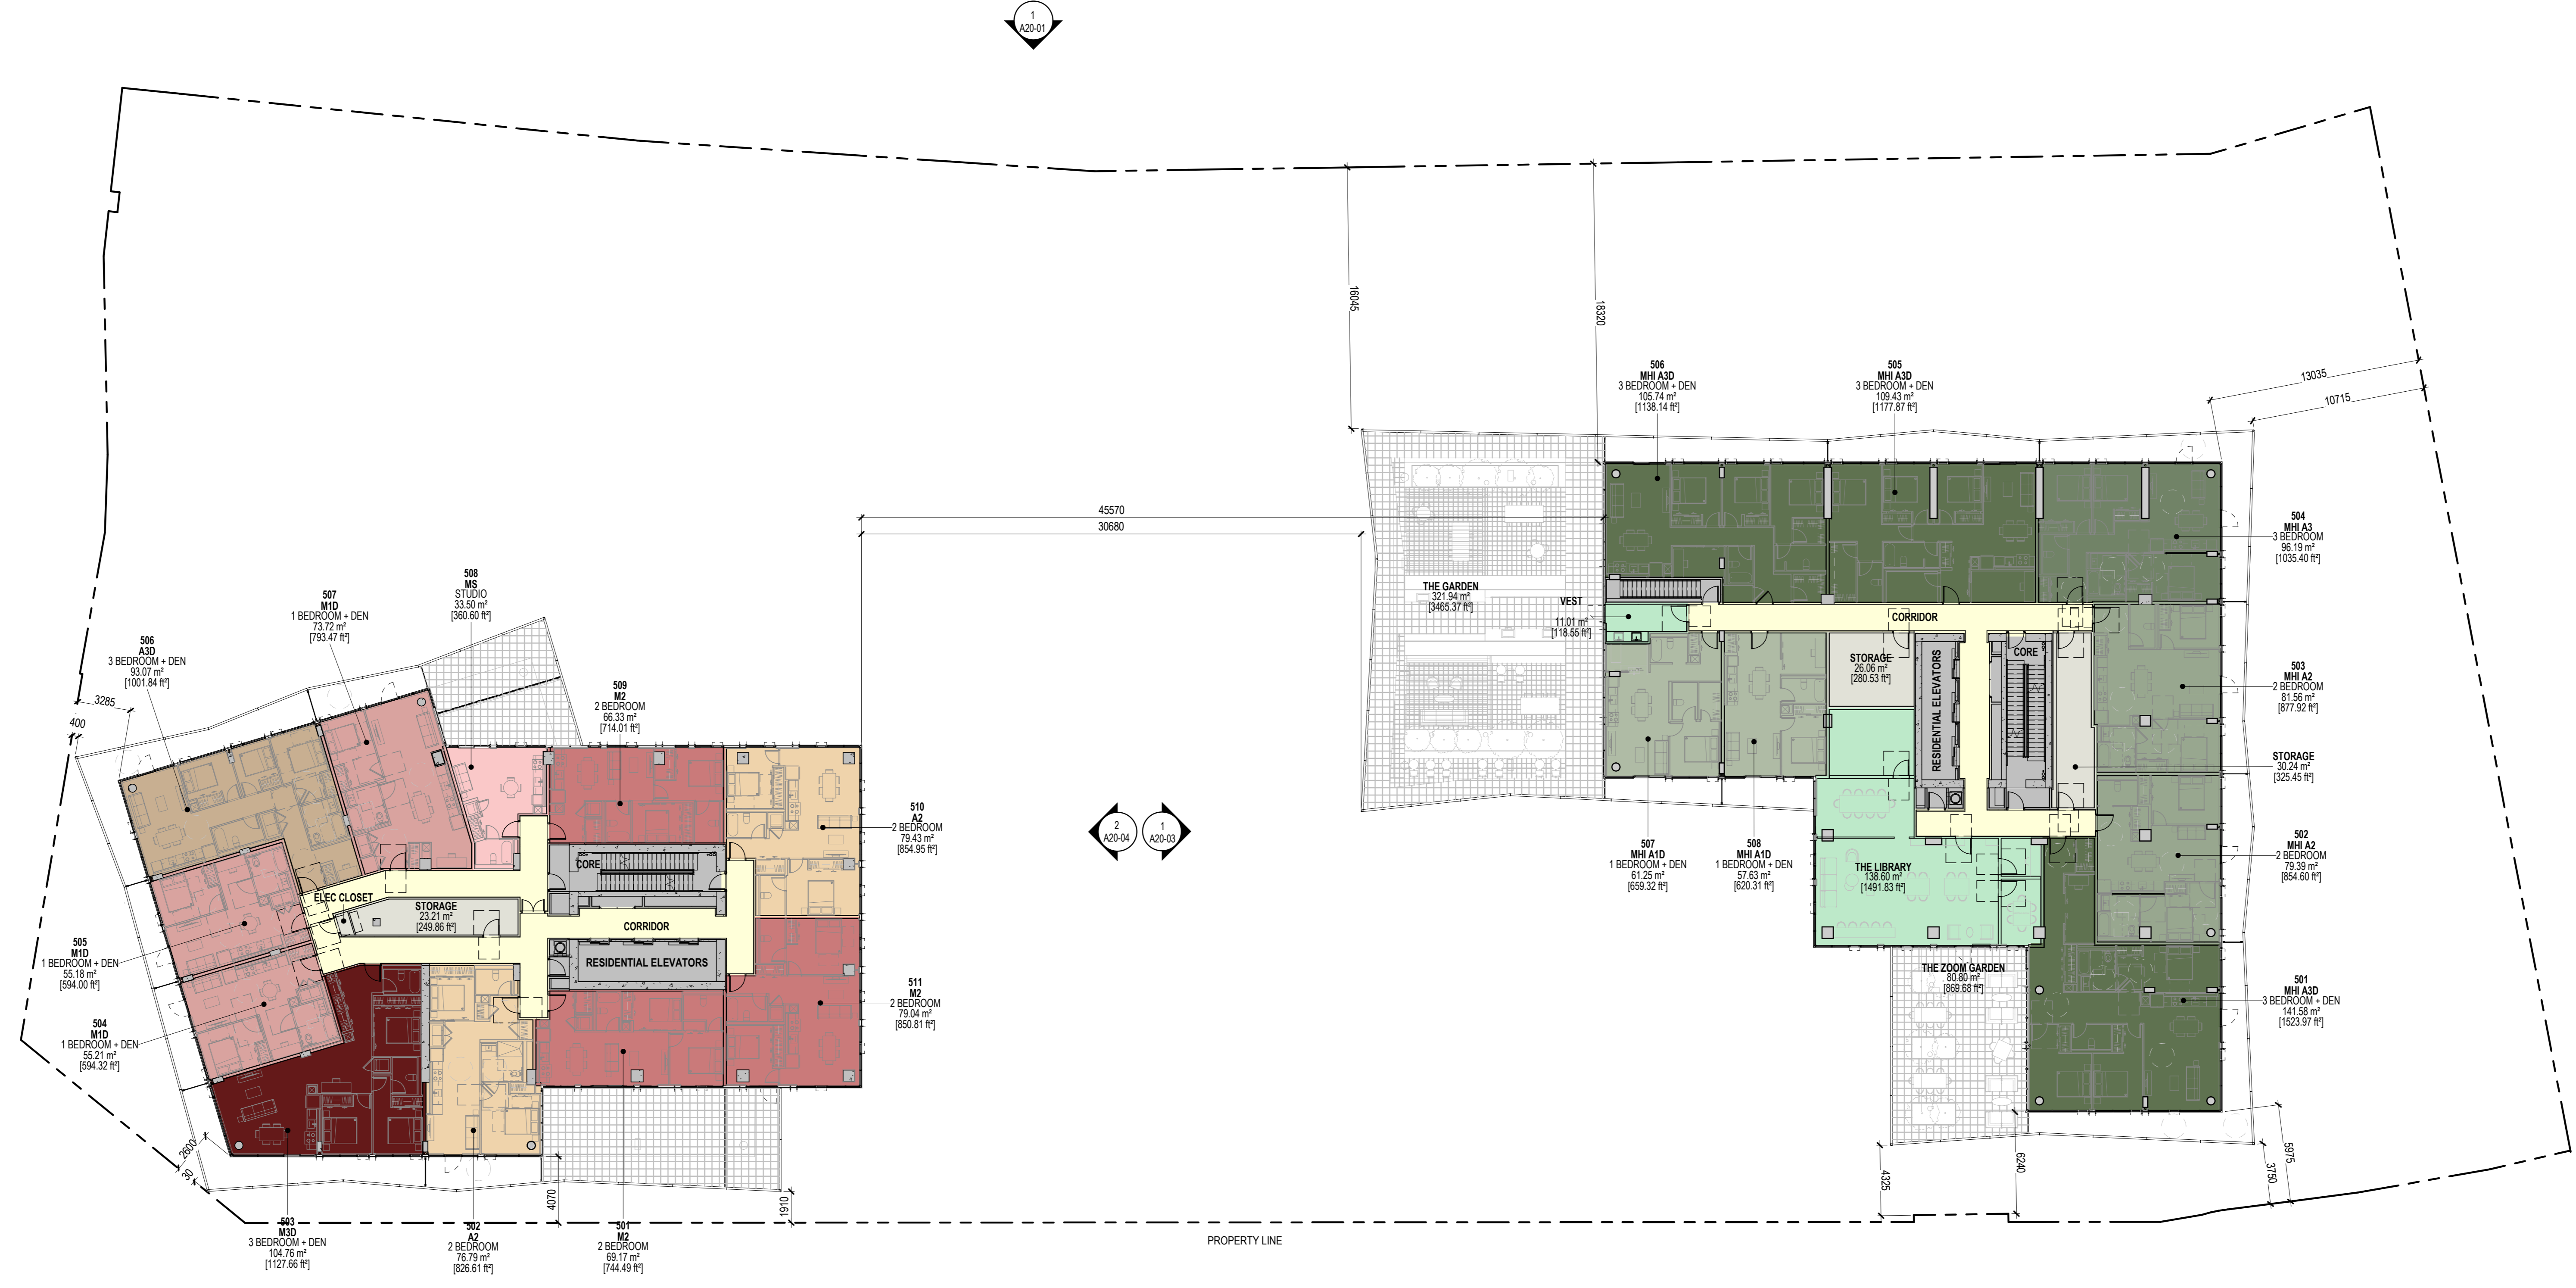 1
A20-01
16045
18320
13035
10715
506
MHI A3D
3 BEDROOM + DEN
105.74 m²
[1138.14 ft²]
505
MHI A3D
3 BEDROOM + DEN
109.43 m²
[1177.87 ft²]
504
MHI A3
3 BEDROOM
96.19 m²
[1035.40 ft²]
45570
30680
THE GARDEN
321.94 m²
[3465.37 ft²]
VEST
11.01 m²
[118.55 ft²]
CORRIDOR
STORAGE
26.06 m²
[280.53 ft²]
RESIDENTIAL ELEVATORS
CORE
503
MHI A2
2 BEDROOM
81.56 m²
[877.92 ft²]
STORAGE
30.24 m²
[325.45 ft²]
508
MS
STUDIO
33.50 m²
[360.60 ft²]
507
M1D
1 BEDROOM + DEN
73.72 m²
[793.47 ft²]
506
A3D
3 BEDROOM + DEN
93.07 m²
[1001.84 ft²]
3285
400
509
M2
2 BEDROOM
66.33 m²
[714.01 ft²]
510
A2
2 BEDROOM
79.43 m²
[854.95 ft²]
2
A20-04
1
A20-03
507
MHI A1D
1 BEDROOM + DEN
61.25 m²
[659.32 ft²]
508
MHI A1D
1 BEDROOM + DEN
57.63 m²
[620.31 ft²]
THE LIBRARY
138.60 m²
[1491.83 ft²]
502
MHI A2
2 BEDROOM
79.39 m²
[854.60 ft²]
CORE
ELEC CLOSET
STORAGE
23.21 m²
[249.86 ft²]
CORRIDOR
RESIDENTIAL ELEVATORS
505
M1D
1 BEDROOM + DEN
55.18 m²
[594.00 ft²]
504
M1D
1 BEDROOM + DEN
55.21 m²
[594.32 ft²]
511
M2
2 BEDROOM
79.04 m²
[850.81 ft²]
THE ZOOM GARDEN
80.80 m²
[869.68 ft²]
501
MHI A3D
3 BEDROOM + DEN
141.58 m²
[1523.97 ft²]
2600
30
4070
1910
4325
6240
3750
5975
503
M3D
3 BEDROOM + DEN
104.76 m²
[1127.66 ft²]
502
A2
2 BEDROOM
76.79 m²
[826.61 ft²]
501
M2
2 BEDROOM
69.17 m²
[744.49 ft²]
PROPERTY LINE